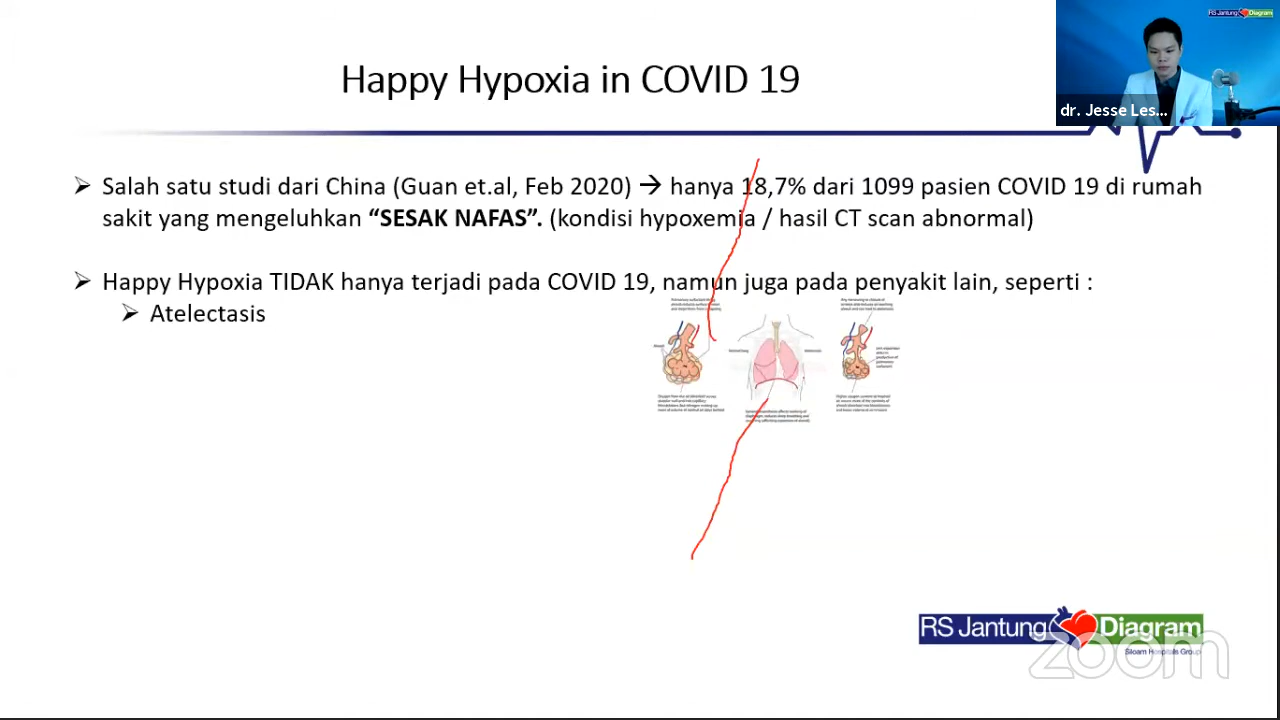 RS Jantung Diagram
Happy Hypoxia in COVID 19
dr. Jesse Les...
➢ Salah satu studi dari China (Guan et.al, Feb 2020) → hanya 18,7% dari 1099 pasien COVID 19 di rumah
sakit yang mengeluhkan “SESAK NAFAS”. (kondisi hypoxemia / hasil CT scan abnormal)
➢ Happy Hypoxia TIDAK hanya terjadi pada COVID 19, namun juga pada penyakit lain, seperti :
➢ Atelectasis
RS Jantung Diagram
Siloam Hospitals Group
zoom